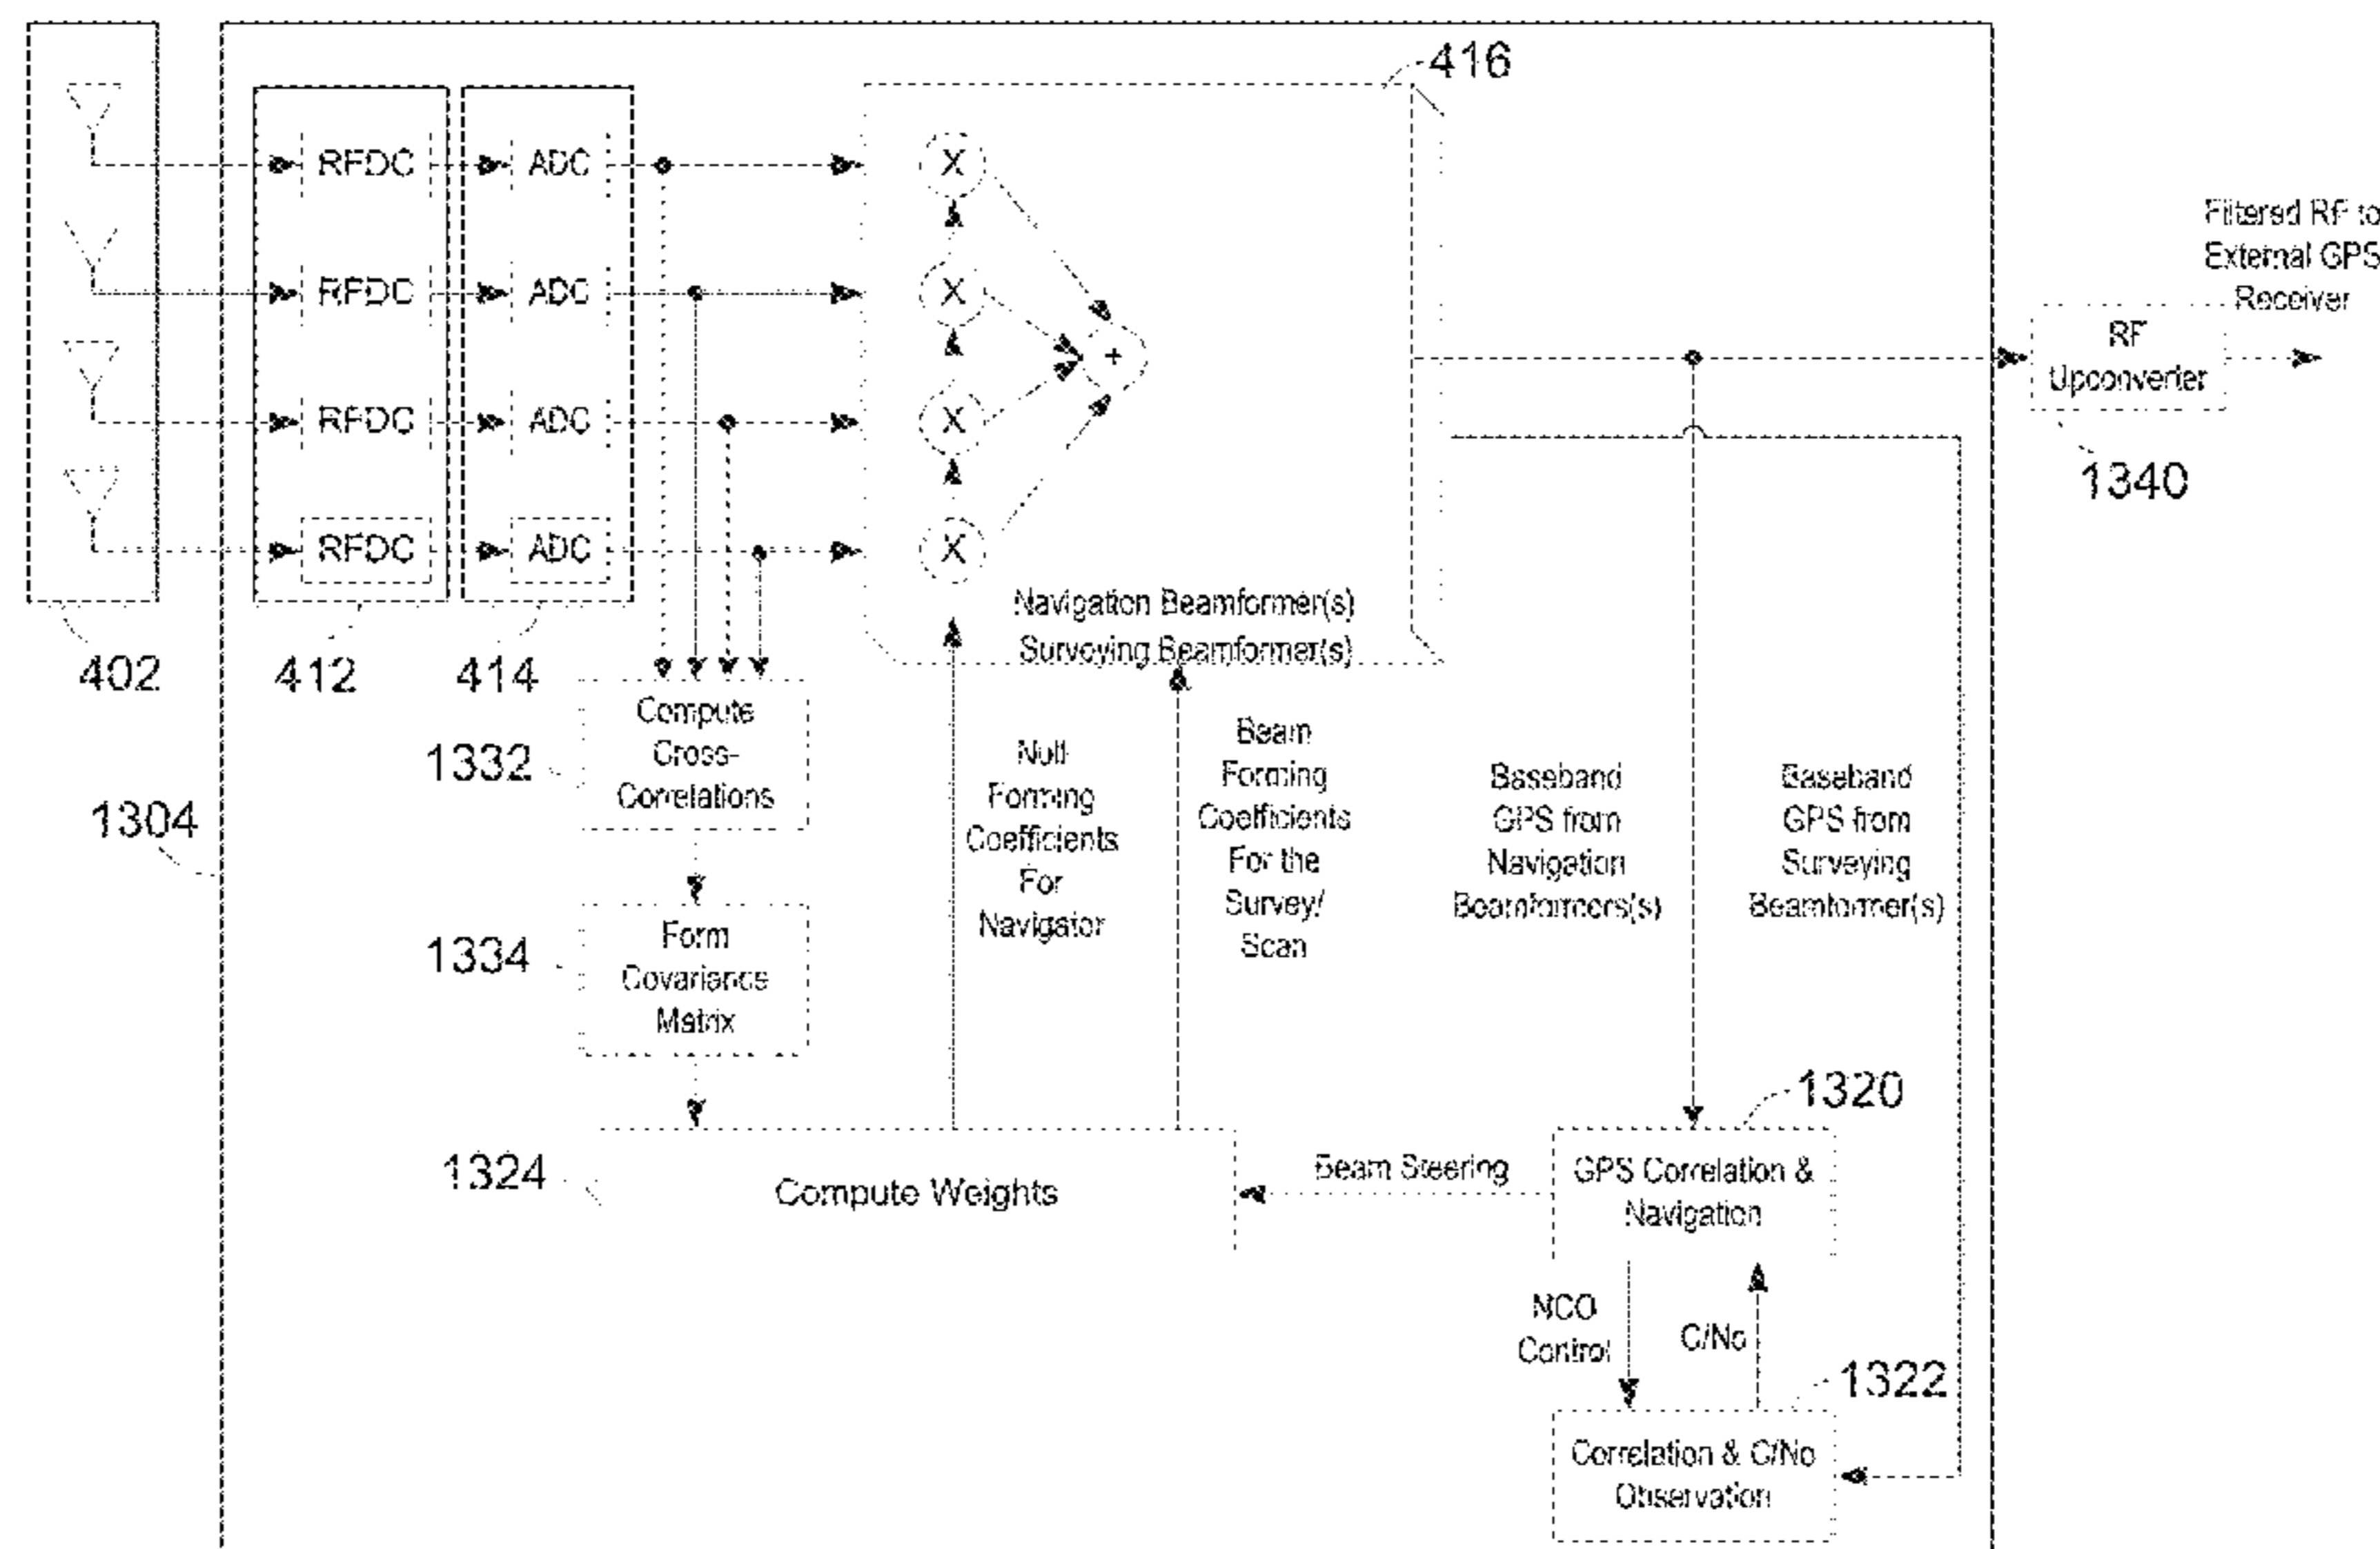 416
RFDC
ADC
X
RFDC
ADC
X
RFDC
ADC
X
RFDC
ADC
X
+
Filtered RF to
External GPS
Receiver
RF
Upconverter
1340
Navigation Beamformer(s)
Surveying Beamformer(s)
402
412
414
1304
1332
Compute
Cross-
Correlations
1334
Form
Covariance
Matrix
Null
Forming
Coefficients
For
Navigator
Beam
Forming
Coefficients
For the
Survey/
Scan
Baseband
GPS from
Navigation
Beamformers(s)
Baseband
GPS from
Surveying
Beamformer(s)
1324
Compute Weights
Beam Steering
1320
GPS Correlation &
Navigation
NCO
Control
C/No
1322
Correlation & C/No
Observation